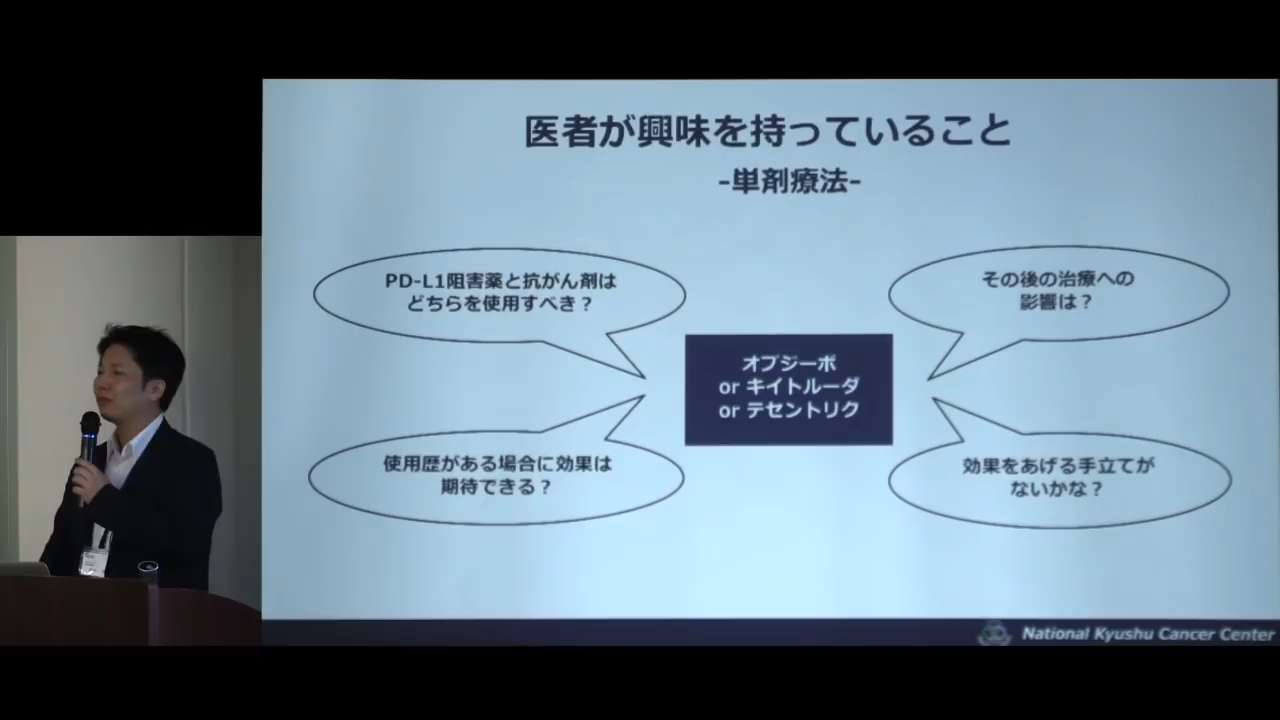 医者が興味を持っていること
-単剤療法-
PD-L1阻害薬と抗がん剤は
どちらを使用すべき？
その後の治療への
影響は？
オプジーボ
or キイトルーダ
or テセントリク
使用歴がある場合に効果は
期待できる？
効果をあげる手立てが
ないかな？
National Kyushu Cancer Center